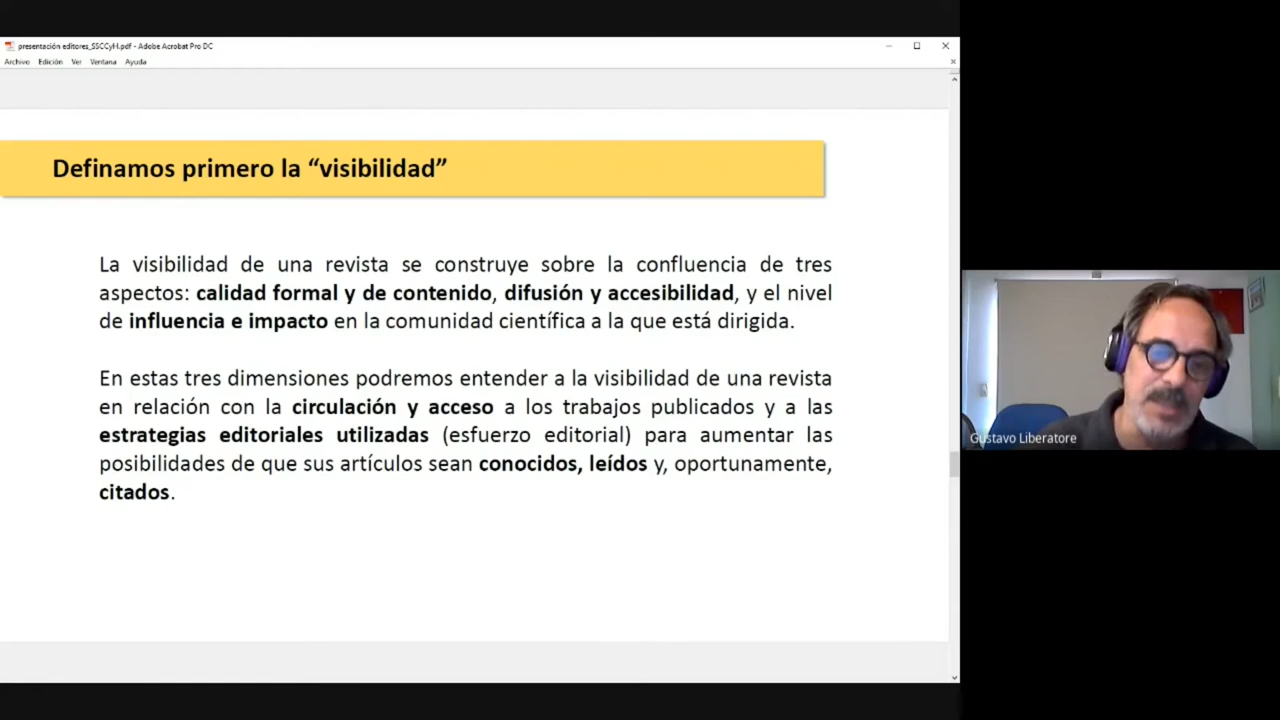 presentación editores_SSCCyH.pdf - Adobe Acrobat Pro DC
Archivo Edición Ver Ventana Ayuda
Definamos primero la “visibilidad”
La visibilidad de una revista se construye sobre la confluencia de tres
aspectos: calidad formal y de contenido, difusión y accesibilidad, y el nivel
de influencia e impacto en la comunidad científica a la que está dirigida.
En estas tres dimensiones podremos entender a la visibilidad de una revista
en relación con la circulación y acceso a los trabajos publicados y a las
estrategias editoriales utilizadas (esfuerzo editorial) para aumentar las
posibilidades de que sus artículos sean conocidos, leídos y, oportunamente,
citados.
Gustavo Liberatore